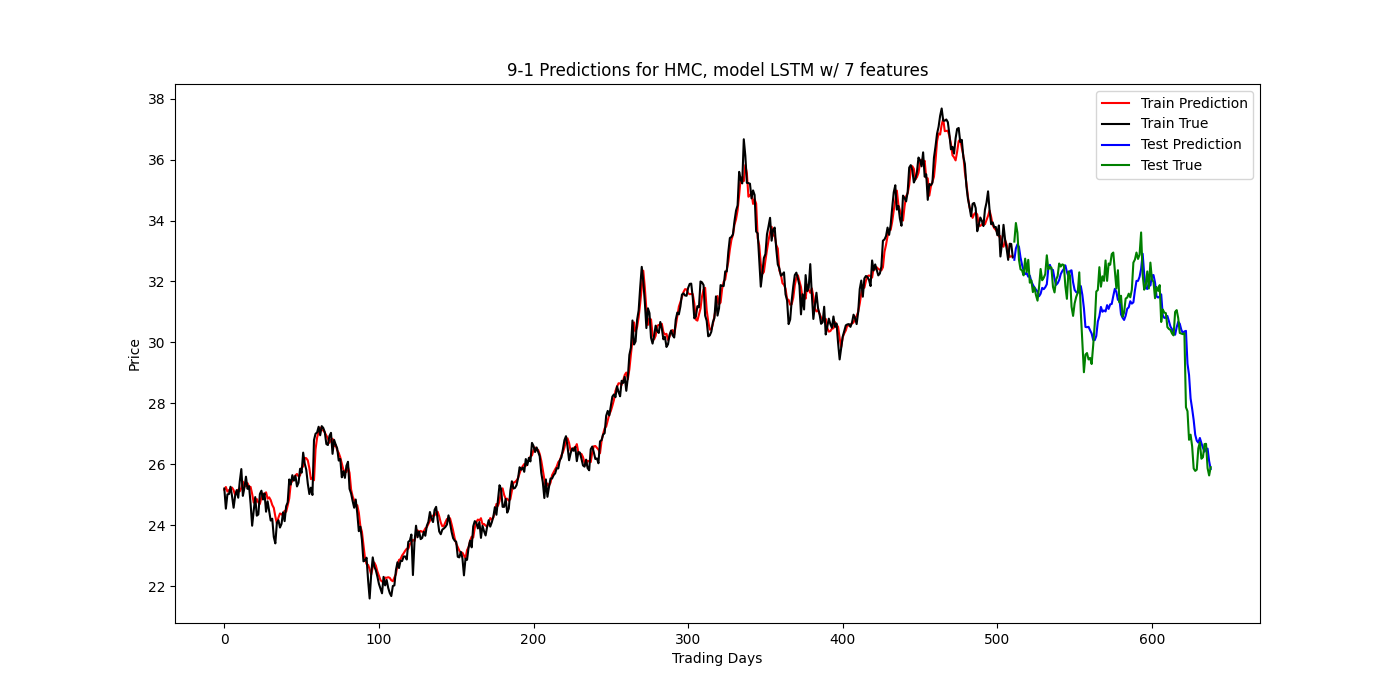 9-1 Predictions for HMC, model LSTM w/ 7 features
Train Prediction
Train True
Test Prediction
Test True
Price
38
36
34
32
30
28
26
24
22
0 100 200 300 400 500 600
Trading Days